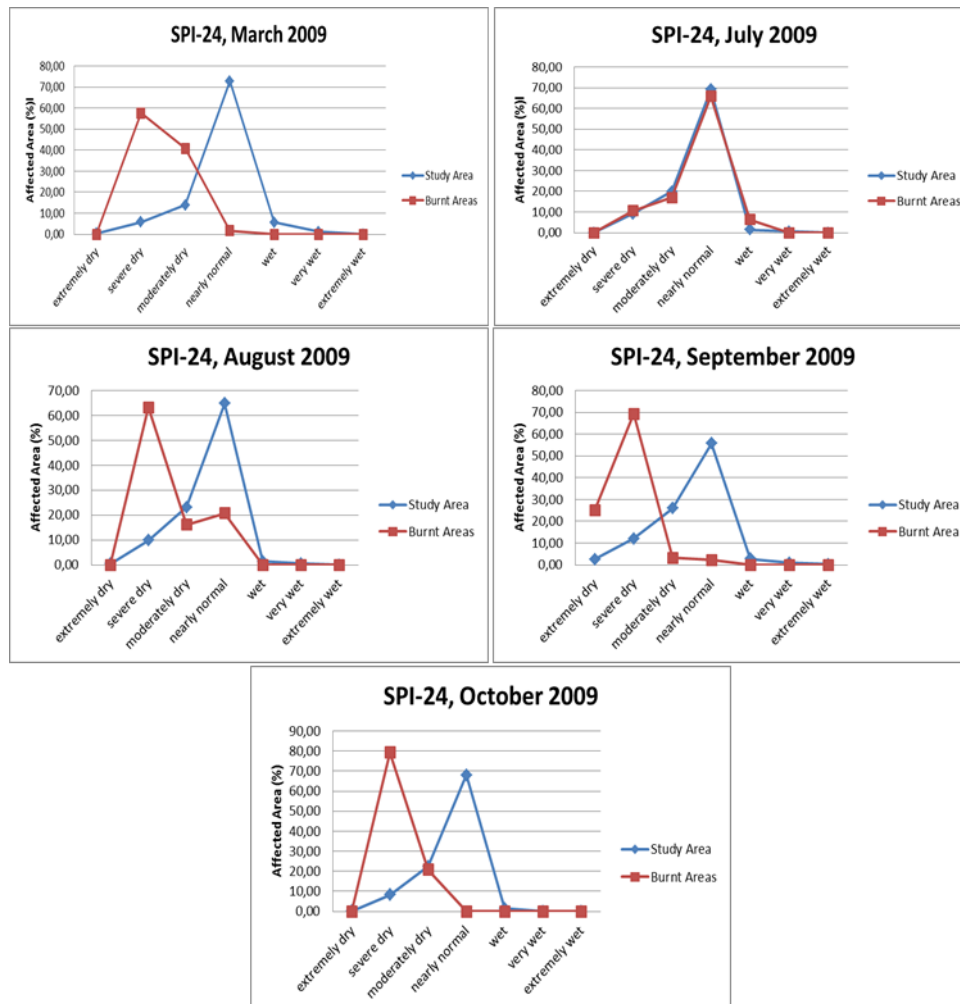 SPI-24, March 2009
Affected Area (%)l
80,00
70,00
60,00
50,00
40,00
30,00
20,00
10,00
0,00
extremely dry
severe dry
moderately dry
nearly normal
wet
very wet
extremely wet
Study Area
Burnt Areas
SPI-24, July 2009
Affected Area (%)
80,00
70,00
60,00
50,00
40,00
30,00
20,00
10,00
0,00
extremely dry
severe dry
moderately dry
nearly normal
wet
very wet
extremely wet
Study Area
Burnt Areas
SPI-24, August 2009
Affected Area (%)
70,00
60,00
50,00
40,00
30,00
20,00
10,00
0,00
extremely dry
severe dry
moderately dry
nearly normal
wet
very wet
extremely wet
Study Area
Burnt Areas
SPI-24, September 2009
Affected Area (%)
80,00
70,00
60,00
50,00
40,00
30,00
20,00
10,00
0,00
extremely dry
severe dry
moderately dry
nearly normal
wet
very wet
extremely wet
Study Area
Burnt Areas
SPI-24, October 2009
Affected Area (%)
90,00
80,00
70,00
60,00
50,00
40,00
30,00
20,00
10,00
0,00
extremely dry
severe dry
moderately dry
nearly normal
wet
very wet
extremely wet
Study Area
Burnt Areas